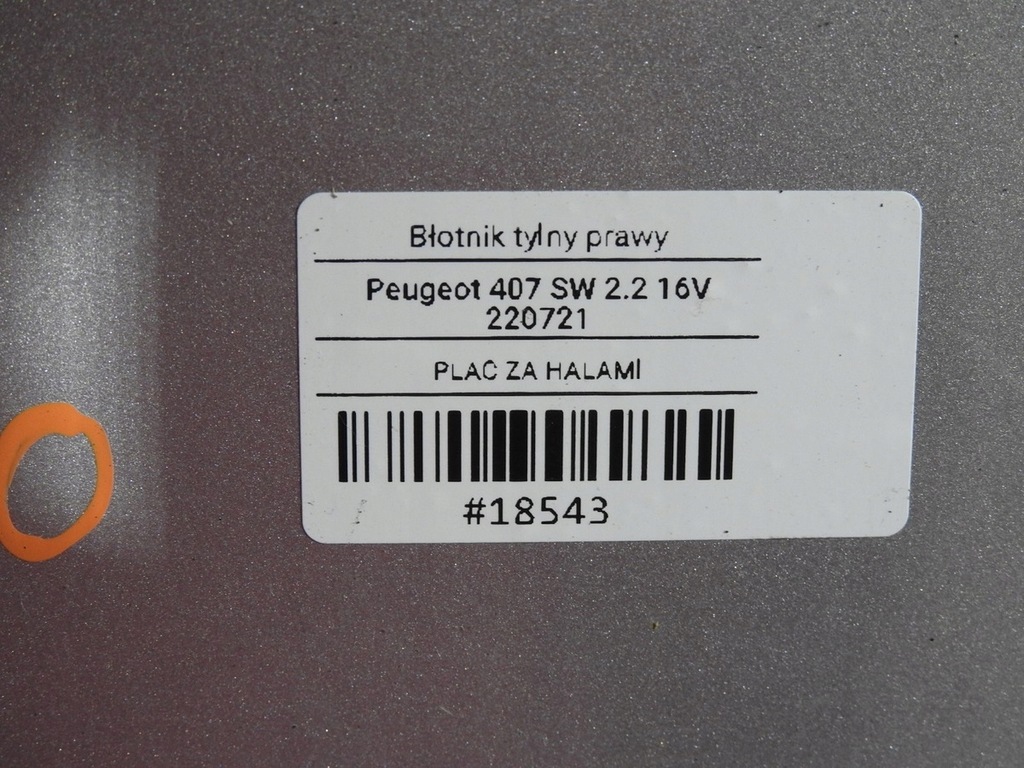 Błotnik tylny prawy
Peugeot 407 SW 2.2 16V
220721
PLAC ZA HALAMI
#18543